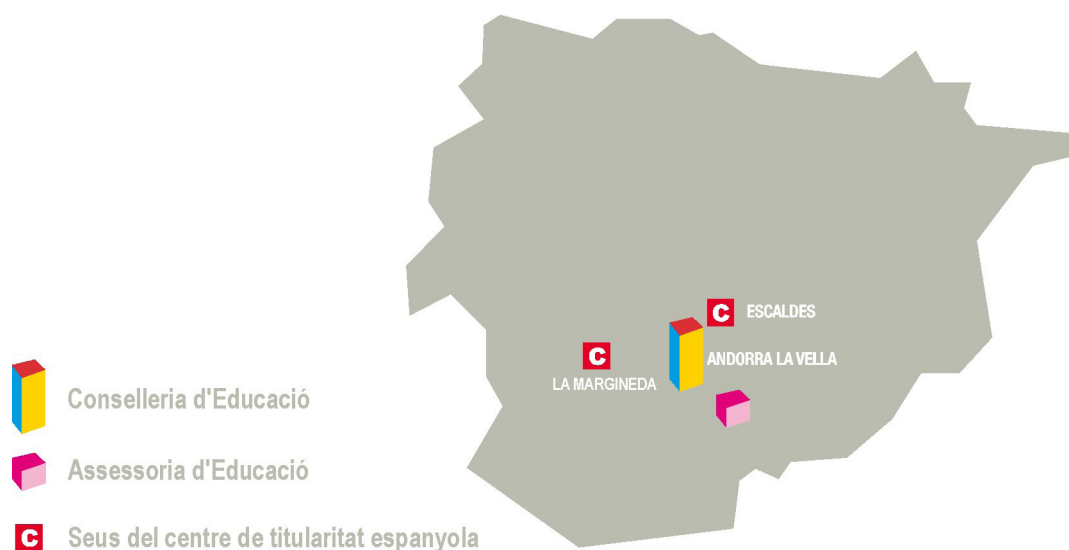 C ESCALDES
C
ANDORRA LA VELLA
LA MARGINEDA
Conselleria d'Educació
Assessoria d'Educació
C Seus del centre de titularitat espanyola